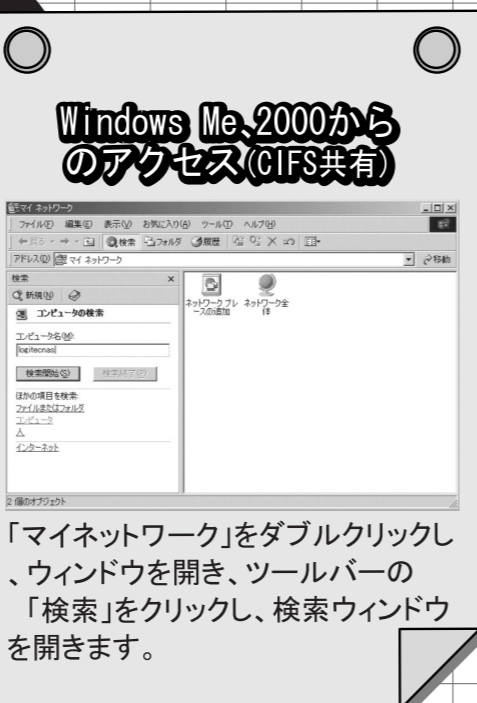 Windows Me、2000から
のアクセス(CIFS共有)
マイ ネットワーク
ファイル(F) 編集(E) 表示(V) お気に入り(A) ツール(T) ヘルプ(H)
戻る 検索 フォルダ 履歴
アドレス(D) マイ ネットワーク 移動
検索
新規(N)
コンピュータの検索
コンピュータ名(M):
logitecnas
検索開始(S) 検索終了(P)
ほかの項目を検索:
ファイルまたはフォルダ
コンピュータ
人
インターネット
ネットワーク プレ
ースの追加
ネットワーク全
体
2 個のオブジェクト
「マイネットワーク」をダブルクリックし
、ウィンドウを開き、ツールバーの
「検索」をクリックし、検索ウィンドウ
を開きます。